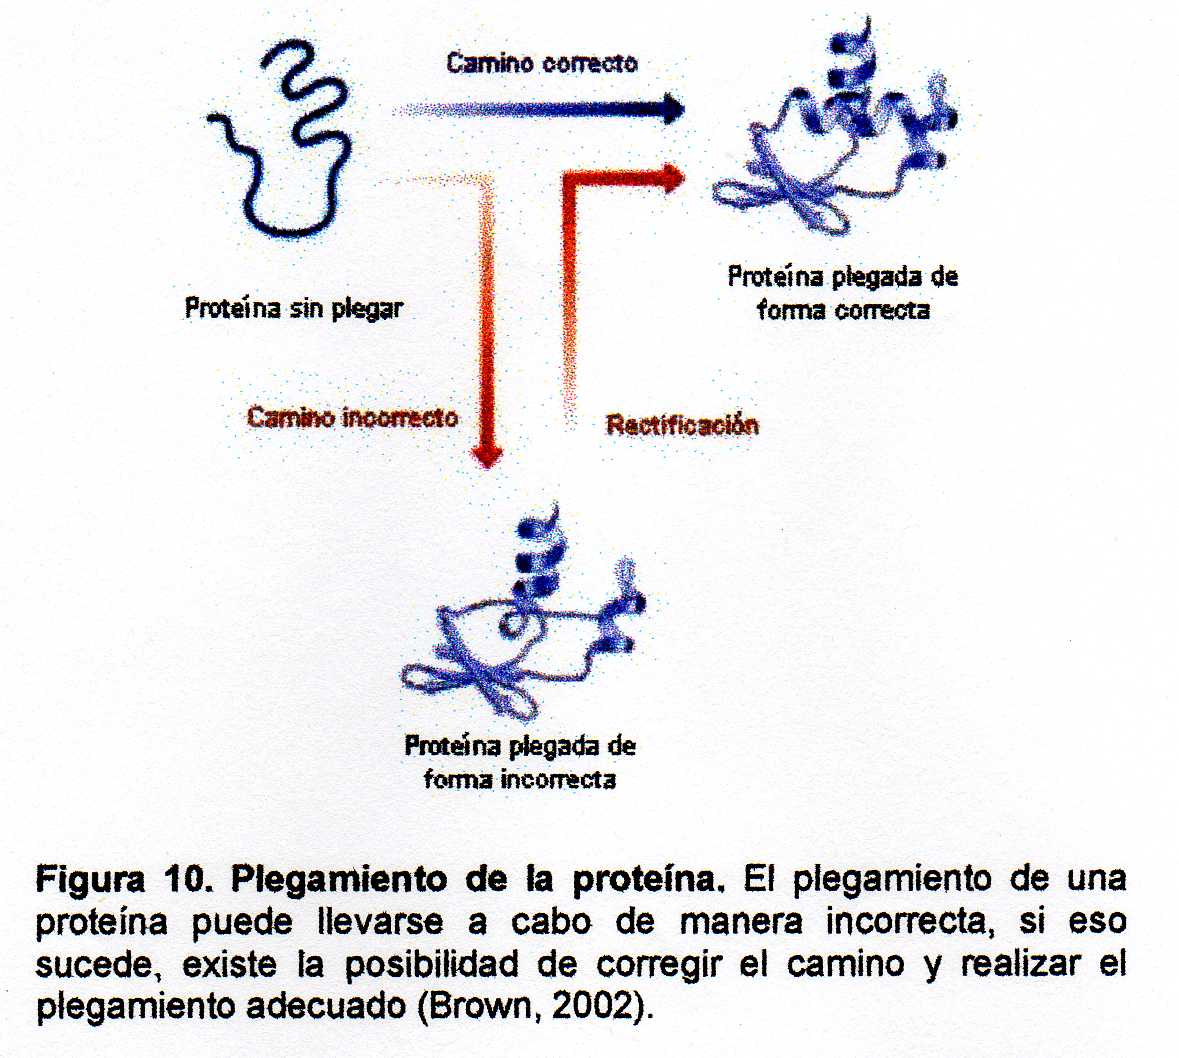 Camino correcto
Proteína sin plegar
Proteína plegada de
forma correcta
Camino incorrecto
Rectificación
Proteína plegada de
forma incorrecta
Figura 10. Plegamiento de la proteína. El plegamiento de una
proteína puede llevarse a cabo de manera incorrecta, si eso
sucede, existe la posibilidad de corregir el camino y realizar el
plegamiento adecuado (Brown, 2002).